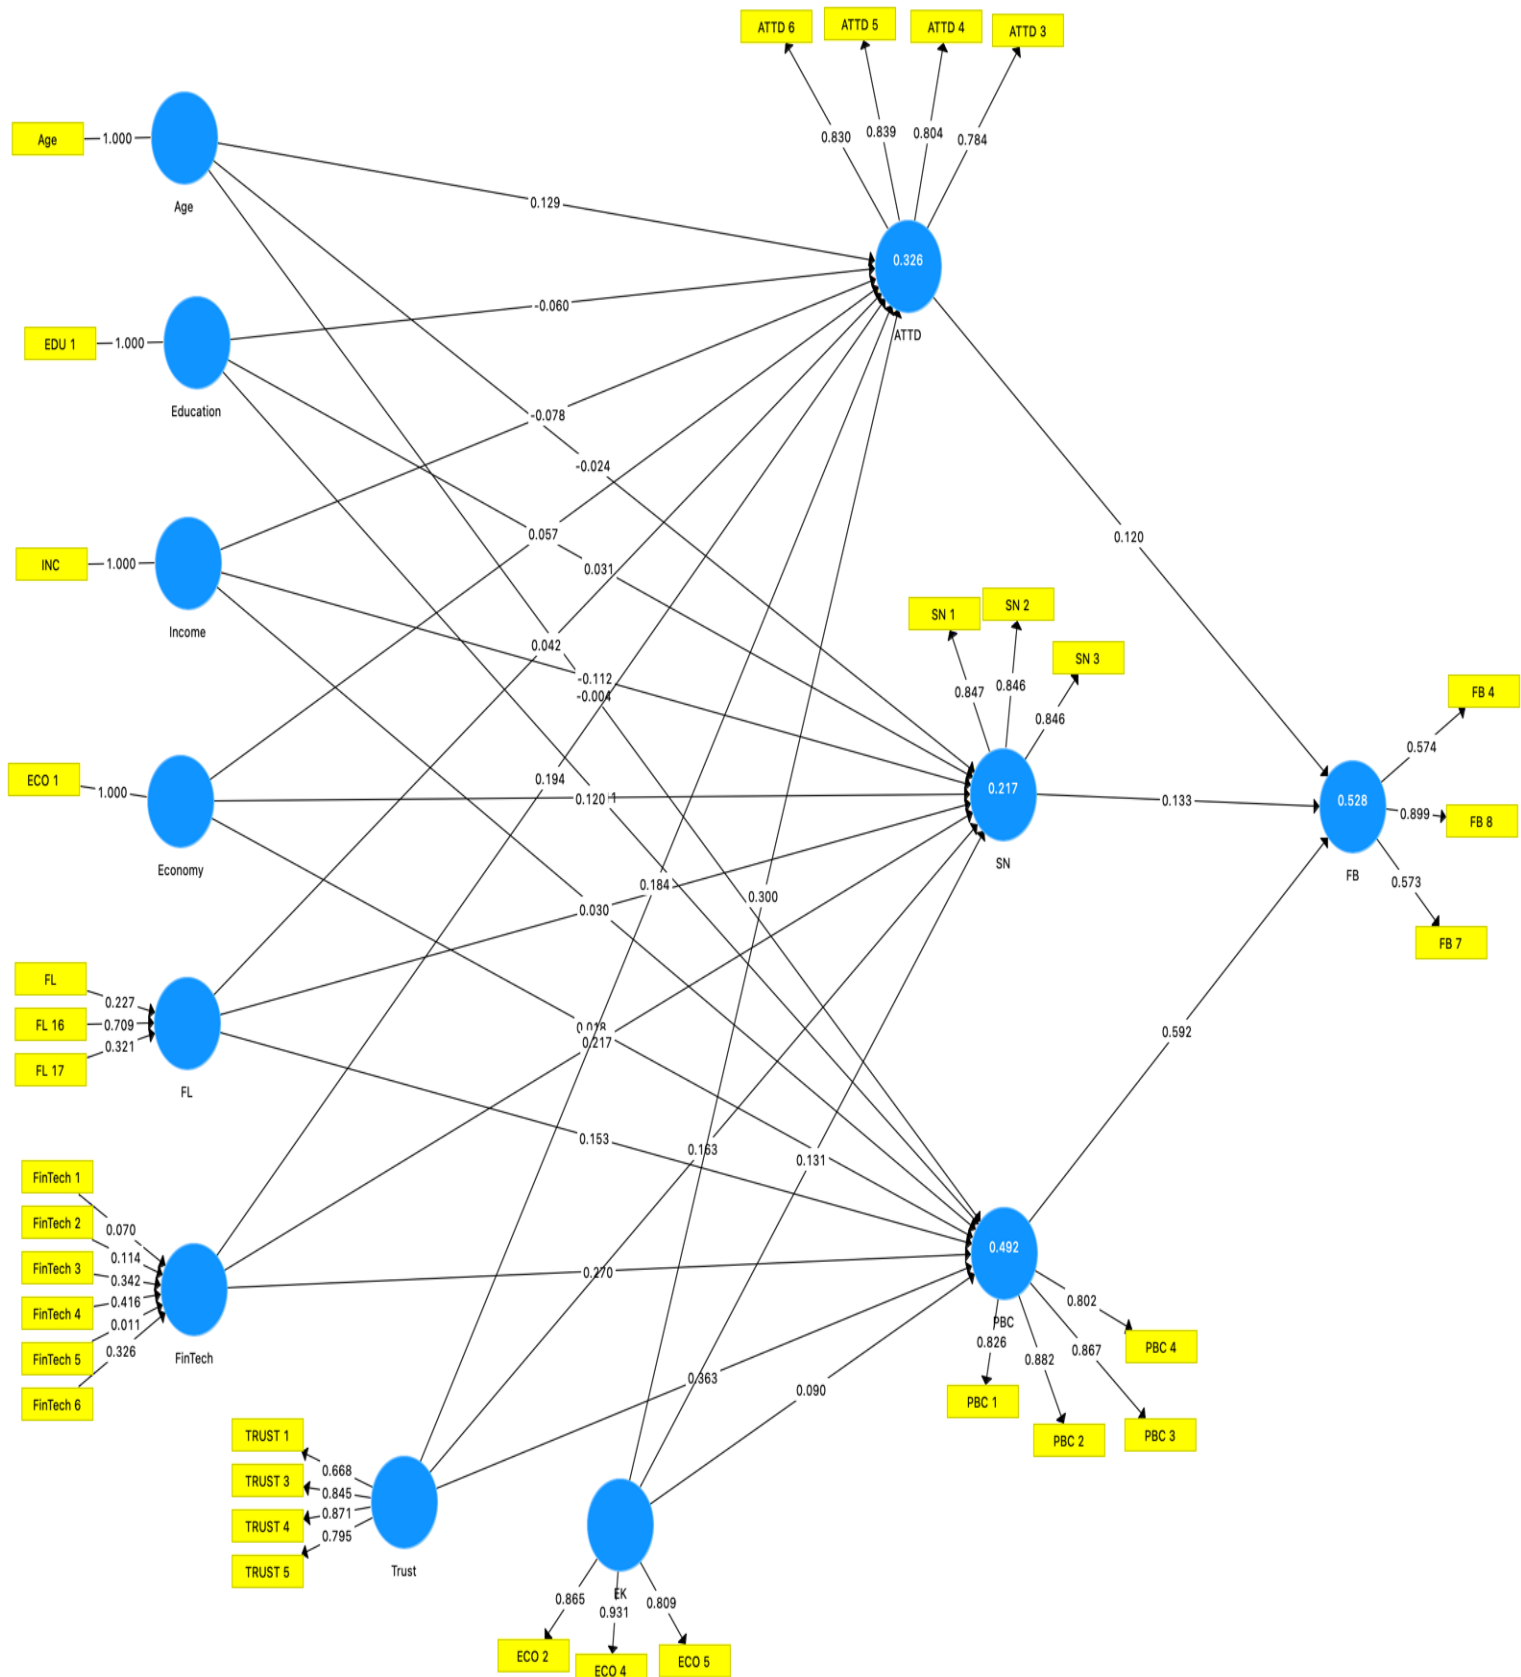 ATTD 6
ATTD 5
ATTD 4
ATTD 3
0.830
0.839
0.804
0.784
Age
1.000
Age
0.129
0.326
ATTD
EDU 1
1.000
Education
-0.060
-0.078
-0.024
0.057
0.031
0.120
INC
1.000
Income
0.042
-0.112
-0.004
SN 1
SN 2
SN 3
0.847
0.846
0.846
0.217
SN
0.133
FB 4
FB 8
FB 7
0.574
0.899
0.573
0.528
FB
ECO 1
1.000
Economy
0.194
0.120
0.184
0.300
0.030
FL
FL 16
FL 17
0.227
0.709
0.321
FL
0.018
0.217
0.592
0.153
0.163
0.131
FinTech 1
FinTech 2
FinTech 3
FinTech 4
FinTech 5
FinTech 6
0.070
0.114
0.342
0.416
0.011
0.326
FinTech
0.270
0.492
PBC
0.802
0.826
0.882
0.867
PBC 4
PBC 1
PBC 2
PBC 3
0.363
0.090
TRUST 1
TRUST 3
TRUST 4
TRUST 5
0.668
0.845
0.871
0.795
Trust
EK
0.865
0.931
0.809
ECO 2
ECO 4
ECO 5